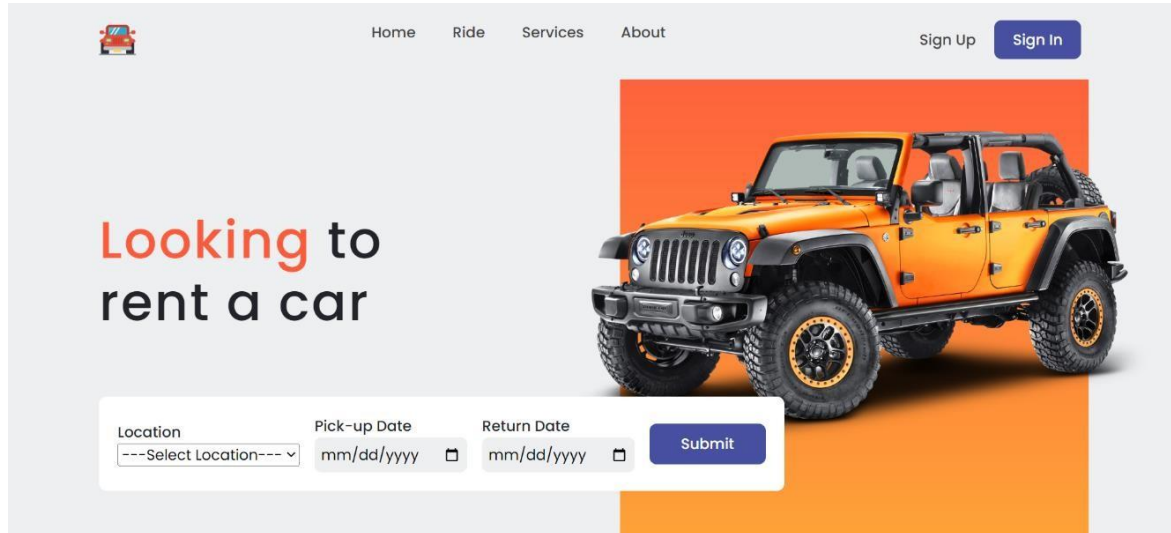 Home Ride Services About
Sign Up Sign In
Looking to
rent a car
Location Pick-up Date Return Date
---Select Location--- mm/dd/yyyy mm/dd/yyyy Submit